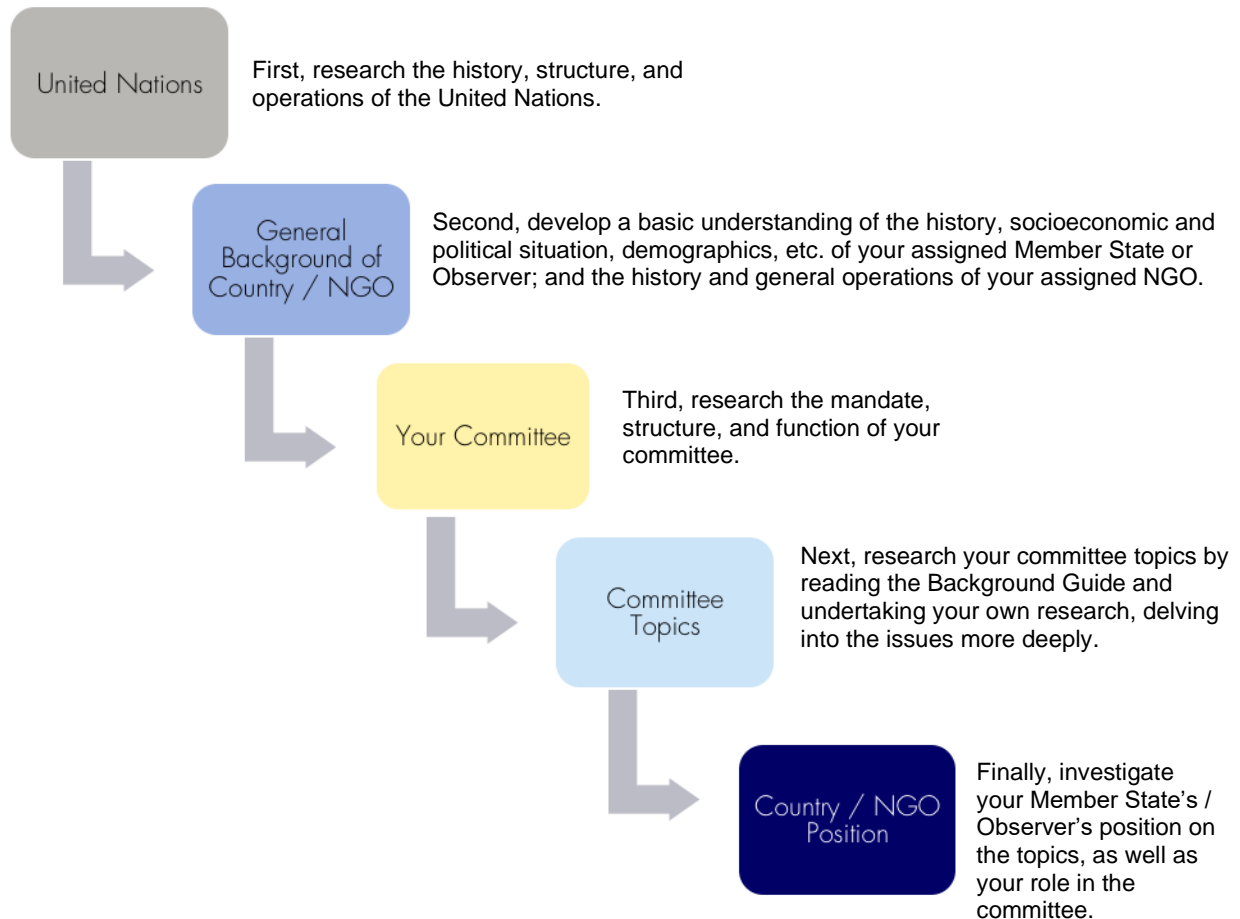 United Nations
First, research the history, structure, and
operations of the United Nations.
General
Background of
Country / NGO
Second, develop a basic understanding of the history, socioeconomic and
political situation, demographics, etc. of your assigned Member State or
Observer; and the history and general operations of your assigned NGO.
Your Committee
Third, research the mandate,
structure, and function of your
committee.
Committee
Topics
Next, research your committee topics by
reading the Background Guide and
undertaking your own research, delving
into the issues more deeply.
Country / NGO
Position
Finally, investigate
your Member State’s /
Observer’s position on
the topics, as well as
your role in the
committee.